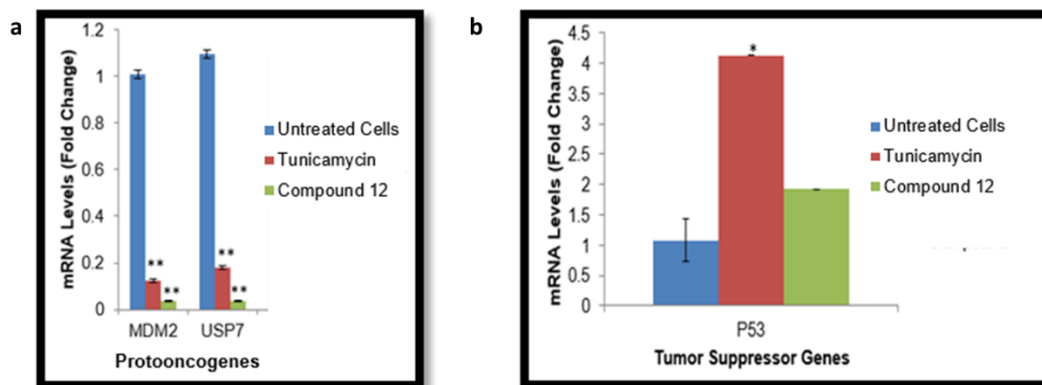 a
mRNA Levels (Fold Change)
1.2
1
0.8
0.6
0.4
0.2
0
**
**
**
**
MDM2 USP7
Protooncogenes
Untreated Cells
Tunicamycin
Compound 12
b
mRNA Levels (Fold Change)
4.5
4
3.5
3
2.5
2
1.5
1
0.5
0
*
P53
Tumor Suppressor Genes
Untreated Cells
Tunicamycin
Compound 12